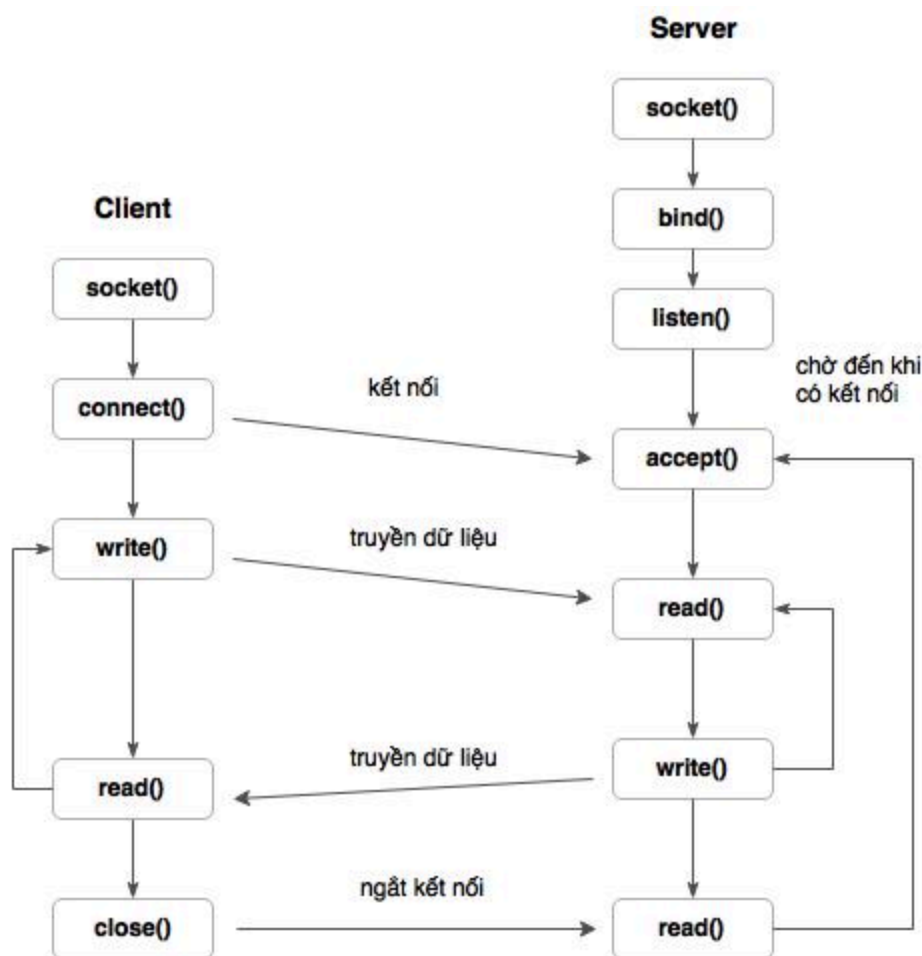 Server
socket()
Client
bind()
socket()
listen()
chờ đến khi
có kết nối
kết nối
connect()
accept()
truyền dữ liệu
write()
read()
truyền dữ liệu
write()
read()
ngắt kết nối
close()
read()